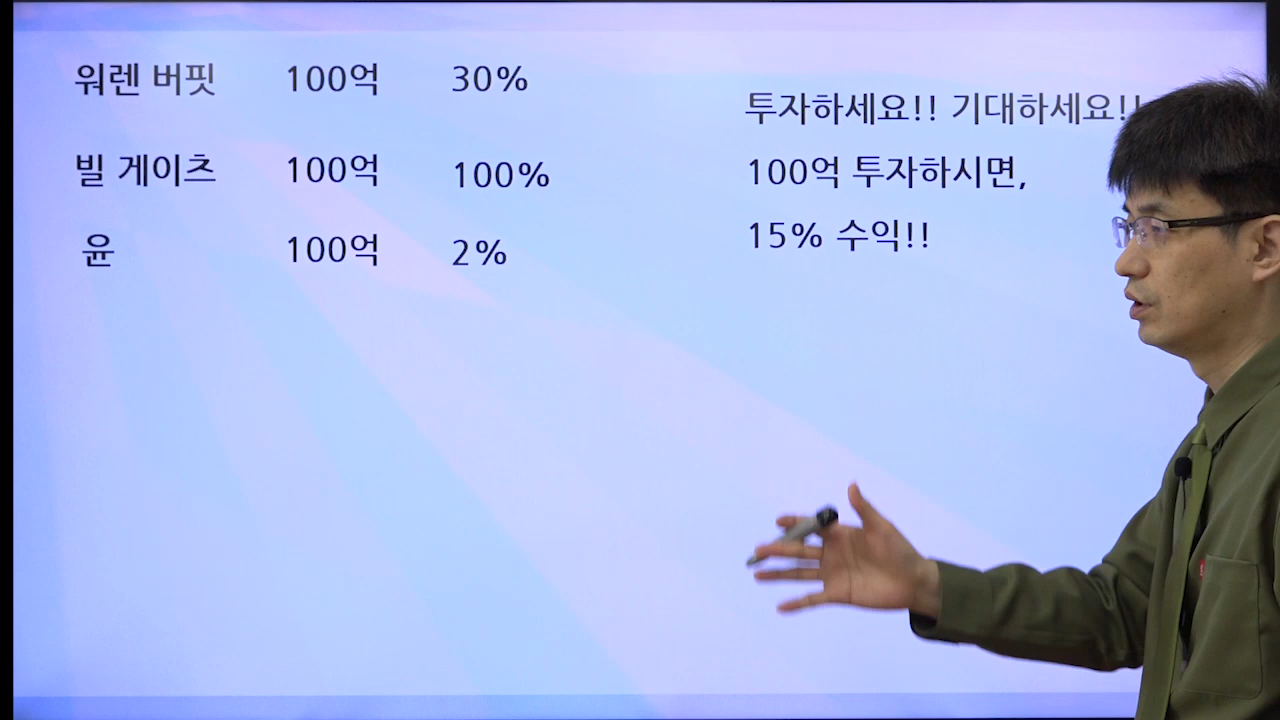 워렌 버핏 100억 30%
빌 게이츠 100억 100%
윤 100억 2%
투자하세요!! 기대하세요!!
100억 투자하시면,
15% 수익!!